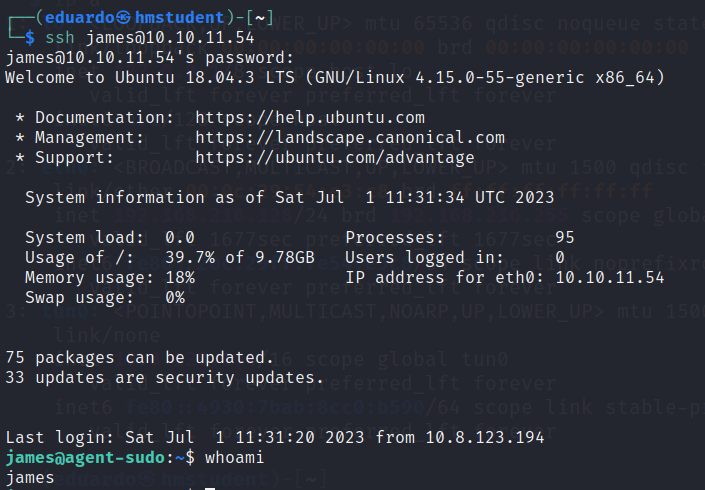 ┌──(eduardo㉿hmstudent)-[~]
└─$ ssh james@10.10.11.54
james@10.10.11.54's password:
Welcome to Ubuntu 18.04.3 LTS (GNU/Linux 4.15.0-55-generic x86_64)
 * Documentation:  https://help.ubuntu.com
 * Management:     https://landscape.canonical.com
 * Support:        https://ubuntu.com/advantage
  System information as of Sat Jul  1 11:31:34 UTC 2023
  System load:  0.0               Processes:           95
  Usage of /:   39.7% of 9.78GB   Users logged in:     0
  Memory usage: 18%               IP address for eth0: 10.10.11.54
  Swap usage:   0%
75 packages can be updated.
33 updates are security updates.
Last login: Sat Jul  1 11:31:20 2023 from 10.8.123.194
james@agent-sudo:~$ whoami
james